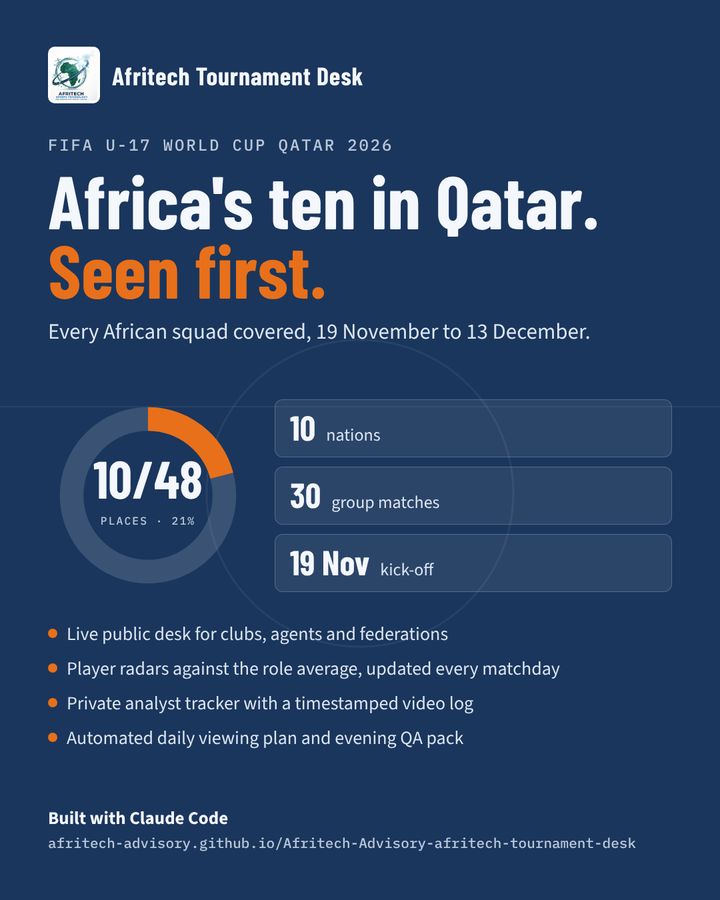 AFRITECH
Afritech Tournament Desk
FIFA U-17 WORLD CUP QATAR 2026
Africa's ten in Qatar.
Seen first.
Every African squad covered, 19 November to 13 December.
10/48
PLACES · 21%
10 nations
30 group matches
19 Nov kick-off
Live public desk for clubs, agents and federations
Player radars against the role average, updated every matchday
Private analyst tracker with a timestamped video log
Automated daily viewing plan and evening QA pack
Built with Claude Code
afritech-advisory.github.io/Afritech-Advisory-afritech-tournament-desk